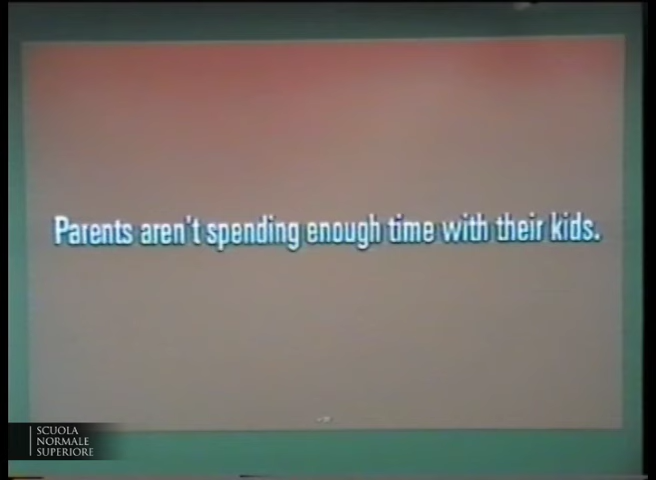 Parents aren't spending enough time with their kids.
SCUOLA
NORMALE
SUPERIORE